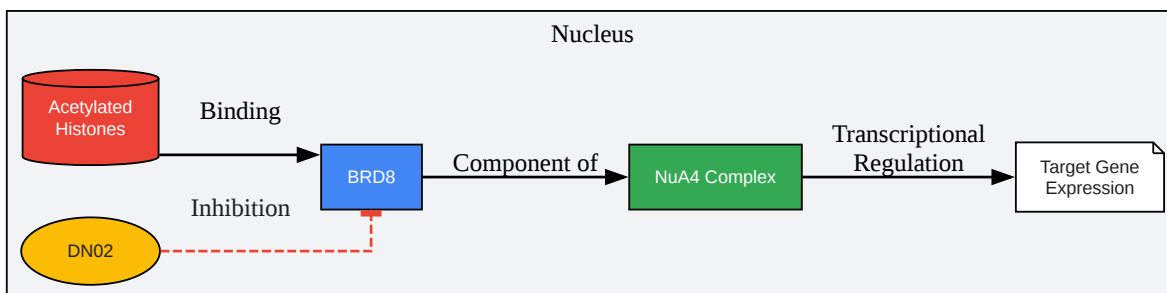 Nucleus
Acetylated
Histones
Binding
BRD8
Component of
NuA4 Complex
Transcriptional
Regulation
Target Gene
Expression
Inhibition
DN02